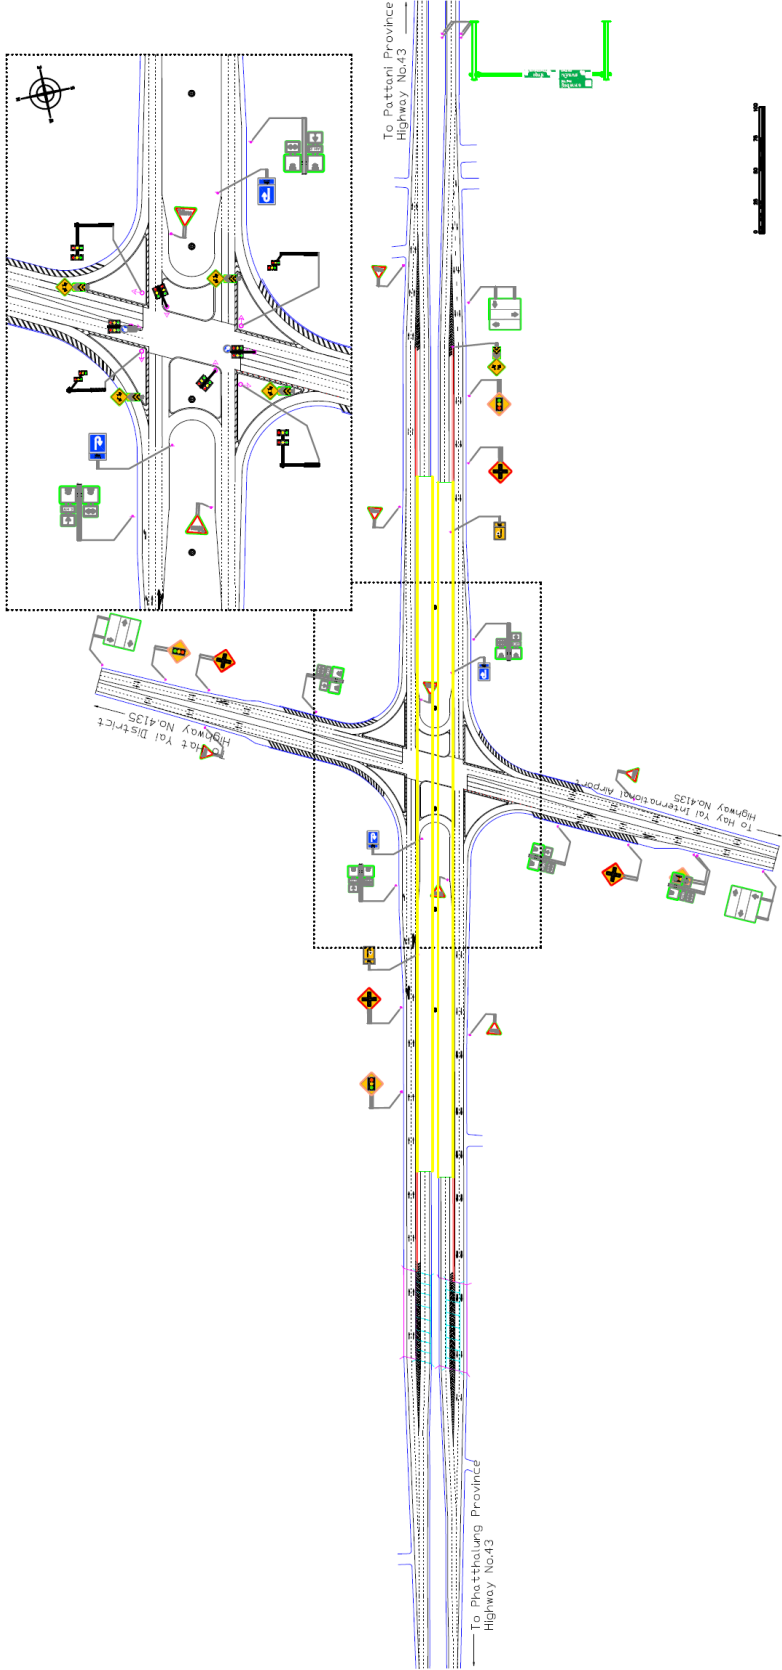 To Pattani Province
Highway No.43
To Hat Yai District
Highway No.4135
To Hay Yai International Airport
Highway No.4135
To Phatthalung Province
Highway No.43